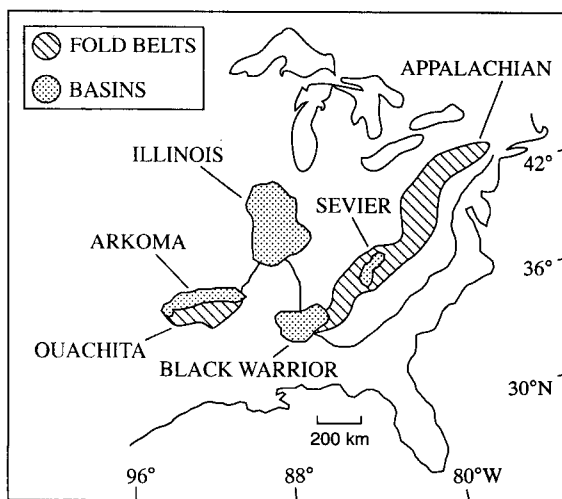 FOLD BELTS
BASINS
APPALACHIAN
ILLINOIS
SEVIER
ARKOMA
OUACHITA
BLACK WARRIOR
42°
36°
30°N
200 km
96°
88°
80°W